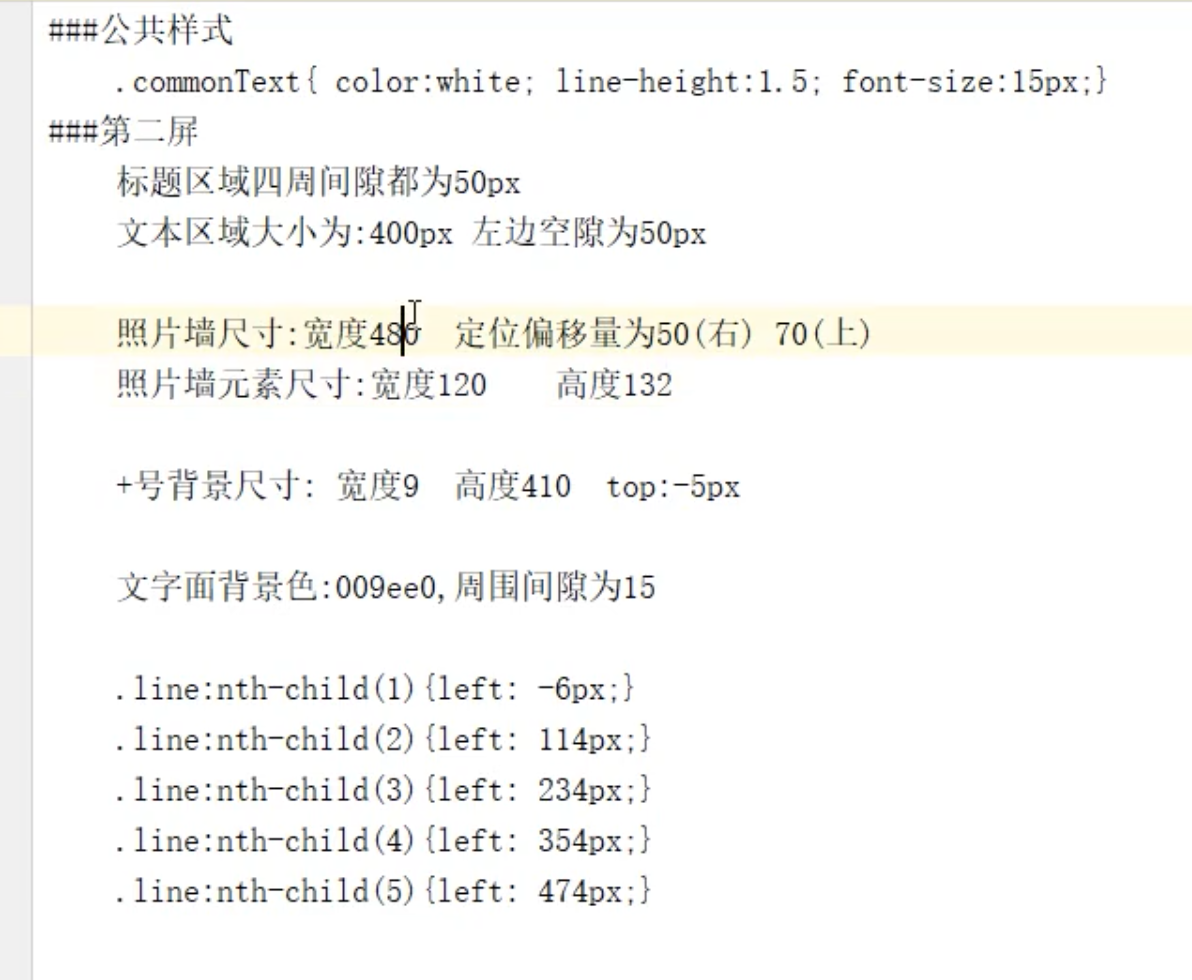 ###公共样式
.commonText{ color:white; line-height:1.5; font-size:15px;}
###第二屏
标题区域四周间隙都为50px
文本区域大小为:400px 左边空隙为50px
照片墙尺寸:宽度480  定位偏移量为50(右) 70(上)
照片墙元素尺寸:宽度120    高度132
+号背景尺寸: 宽度9  高度410  top:-5px
文字面背景色:009ee0,周围间隙为15
.line:nth-child(1){left: -6px;}
.line:nth-child(2){left: 114px;}
.line:nth-child(3){left: 234px;}
.line:nth-child(4){left: 354px;}
.line:nth-child(5){left: 474px;}